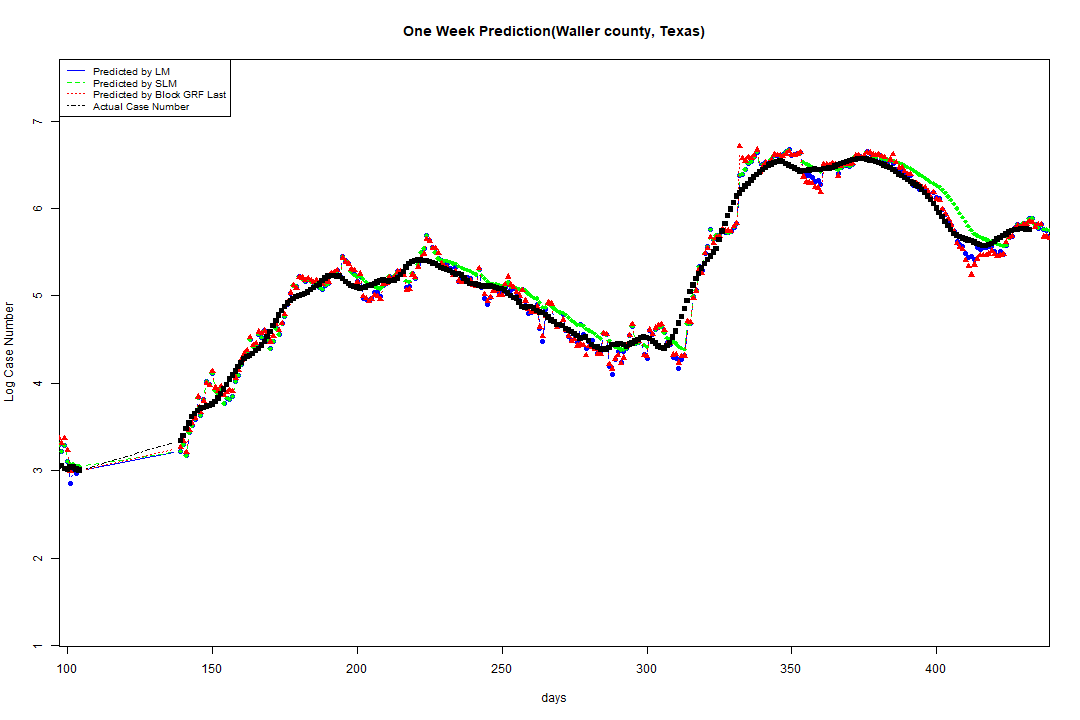 One Week Prediction(Waller county, Texas)
Predicted by LM
Predicted by SLM
Predicted by Block GRF Last
Actual Case Number
7
6
5
4
3
2
1
Log Case Number
100 150 200 250 300 350 400
days